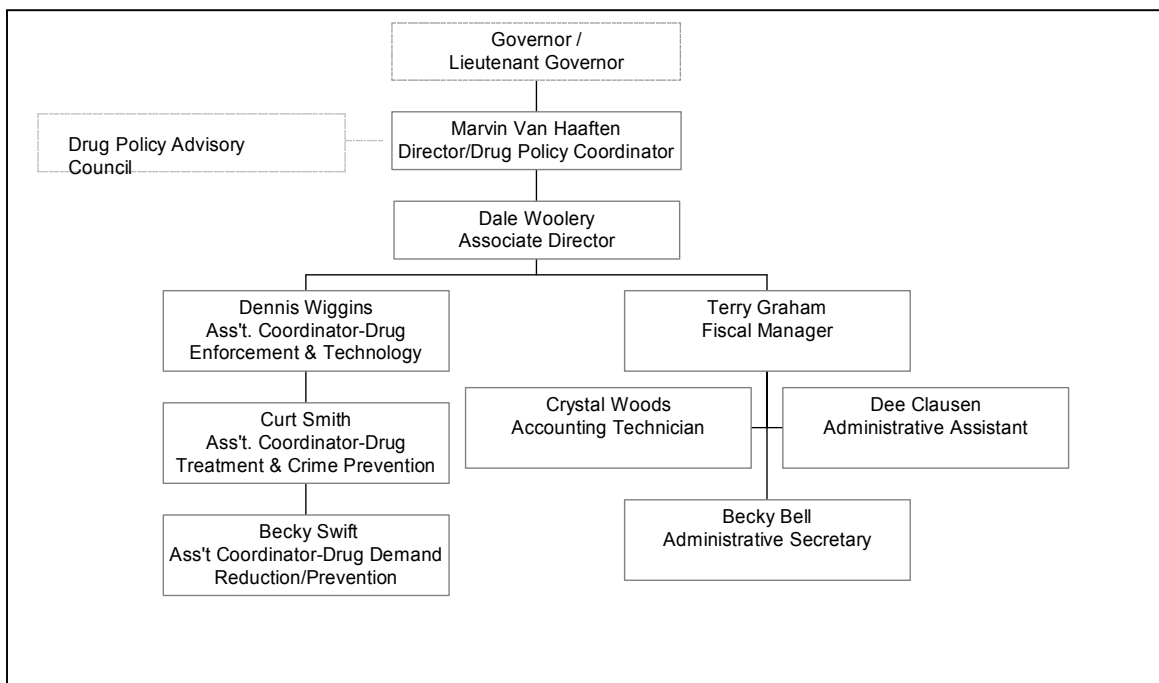 Governor /
Lieutenant Governor
Marvin Van Haaften
Director/Drug Policy Coordinator
Drug Policy Advisory
Council
Dale Woolery
Associate Director
Dennis Wiggins
Ass't. Coordinator-Drug
Enforcement & Technology
Terry Graham
Fiscal Manager
Curt Smith
Ass't. Coordinator-Drug
Treatment & Crime Prevention
Crystal Woods
Accounting Technician
Dee Clausen
Administrative Assistant
Becky Swift
Ass't Coordinator-Drug Demand
Reduction/Prevention
Becky Bell
Administrative Secretary